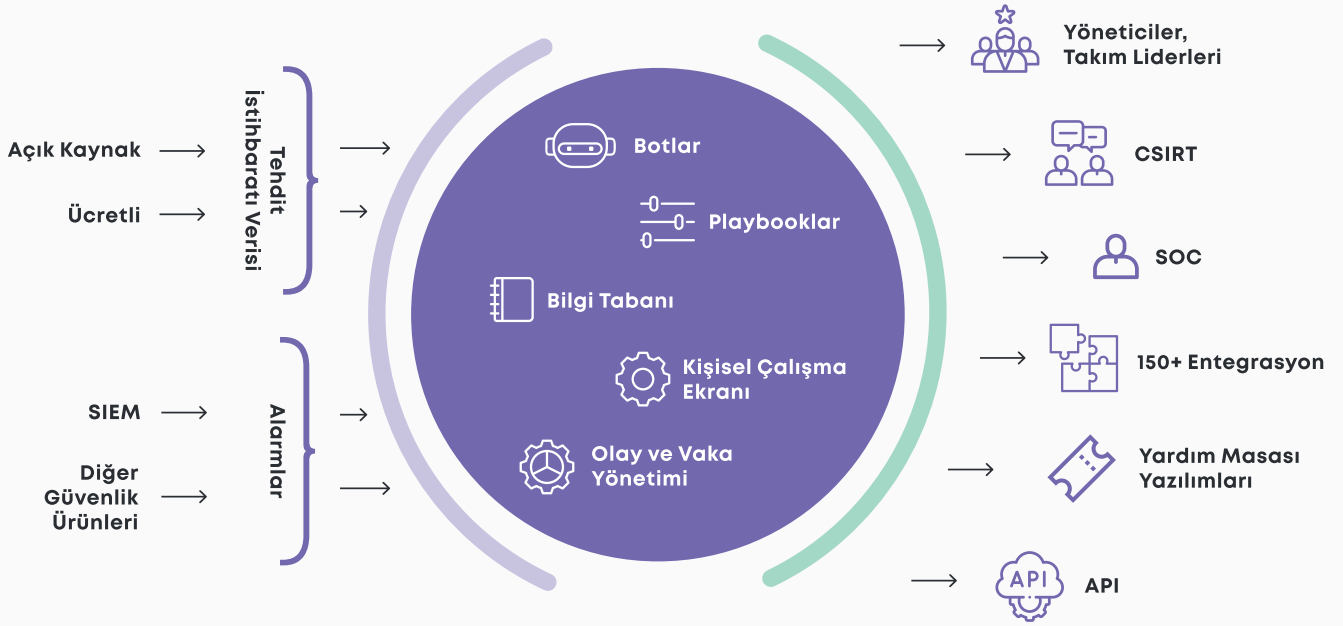 Açık Kaynak
Ücretli
Tehdit
İstihbaratı Verisi
SIEM
Diğer
Güvenlik
Ürünleri
Alarmlar
Botlar
Playbooklar
Bilgi Tabanı
Kişisel Çalışma
Ekranı
Olay ve Vaka
Yönetimi
Yöneticiler,
Takım Liderleri
CSIRT
SOC
150+ Entegrasyon
Yardım Masası
Yazılımları
API
API